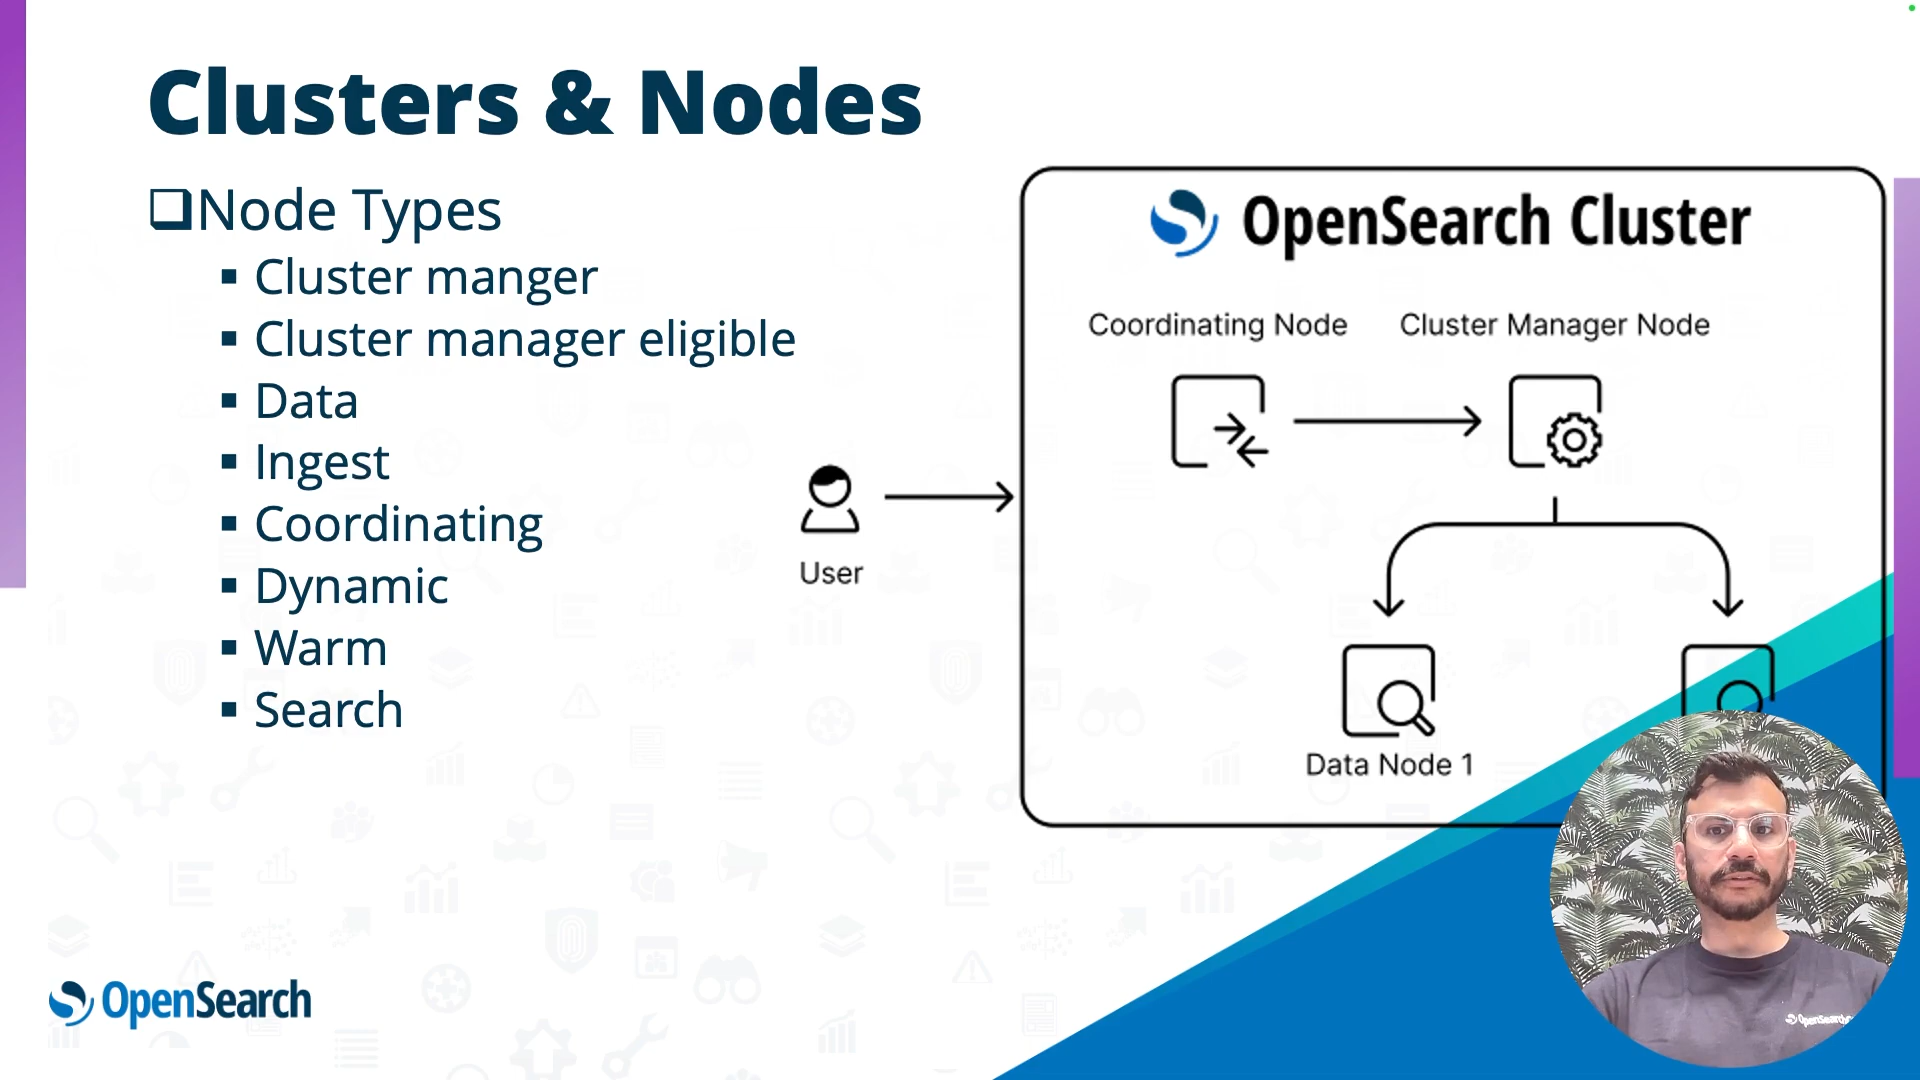 Clusters & Nodes
Node Types
Cluster manger
Cluster manager eligible
Data
Ingest
Coordinating
Dynamic
Warm
Search
User
OpenSearch Cluster
Coordinating Node
Cluster Manager Node
Data Node 1
OpenSearch
OpenSearch